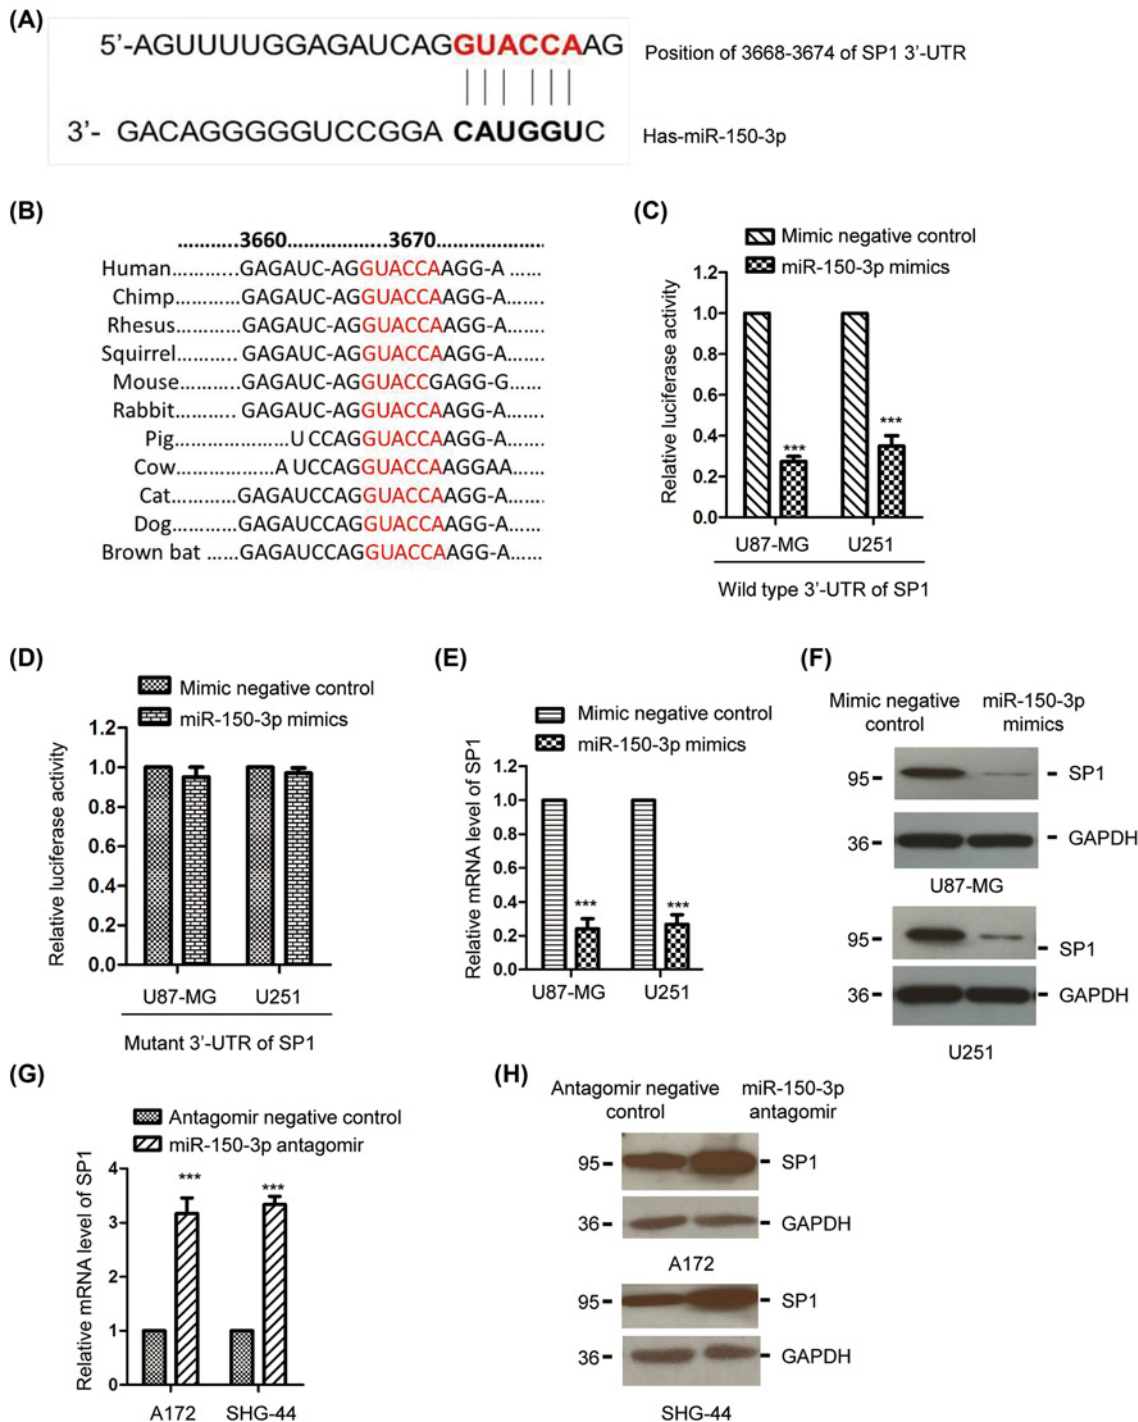 (A)
5'-AGUUUUGGAGAUCAGGUACCAAG
Position of 3668-3674 of SP1 3'-UTR
3'- GACAGGGGGUCCGGA CAUGGUC
Has-miR-150-3p
(B)
...........3660..................3670...................
Human...........GAGAUC-AGGUACCAAGG-A ......
Chimp...........GAGAUC-AGGUACCAAGG-A.......
Rhesus...........GAGAUC-AGGUACCAAGG-A.......
Squirrel...........GAGAUC-AGGUACCAAGG-A.......
Mouse...........GAGAUC-AGGUACCGAGG-G.......
Rabbit........... GAGAUC-AGGUACCAAGG-A.......
Pig.....................U CCAGGUACCAAGG-A.......
Cow...................A UCCAGGUACCAAGGAA.......
Cat...........GAGAUCCAGGUACCAAGG-A.......
Dog...........GAGAUCCAGGUACCAAGG-A.......
Brown bat ......GAGAUCCAGGUACCAAGG-A.......
(C)
Mimic negative control
miR-150-3p mimics
Relative luciferase activity
1.2
1.0
0.8
0.6
0.4
0.2
0.0
***
***
U87-MG U251
Wild type 3'-UTR of SP1
(D)
Mimic negative control
miR-150-3p mimics
Relative luciferase activity
1.2
1.0
0.8
0.6
0.4
0.2
0.0
U87-MG U251
Mutant 3'-UTR of SP1
(E)
Mimic negative control
miR-150-3p mimics
Relative mRNA level of SP1
1.2
1.0
0.8
0.6
0.4
0.2
0.0
***
***
U87-MG U251
(F)
Mimic negative control
miR-150-3p mimics
95
SP1
36
GAPDH
U87-MG
95
SP1
36
GAPDH
U251
(G)
Antagomir negative control
miR-150-3p antagomir
Relative mRNA level of SP1
4
3
2
1
0
***
***
A172 SHG-44
(H)
Antagomir negative control
miR-150-3p antagomir
95
SP1
36
GAPDH
A172
95
SP1
36
GAPDH
SHG-44